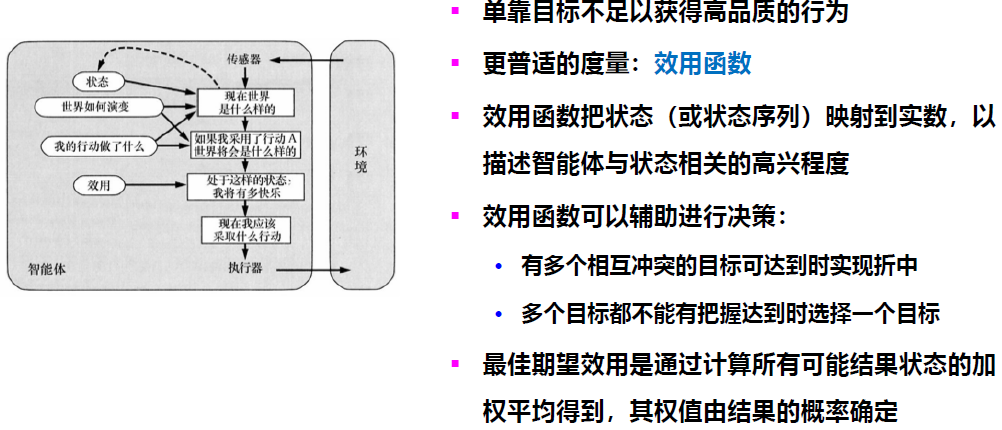 传感器
状态
现在世界
是什么样的
世界如何演变
如果我采用了行动A
世界将会是什么样的
我的行动做了什么
处于这样的状态:
我将有多快乐
效用
现在我应该
采取什么行动
智能体
执行器
环
境
单靠目标不足以获得高品质的行为
更普适的度量：效用函数
效用函数把状态（或状态序列）映射到实数，以
描述智能体与状态相关的高兴程度
效用函数可以辅助进行决策：
有多个相互冲突的目标可达到时实现折中
多个目标都不能有把握达到时选择一个目标
最佳期望效用是通过计算所有可能结果状态的加
权平均得到，其权值由结果的概率确定